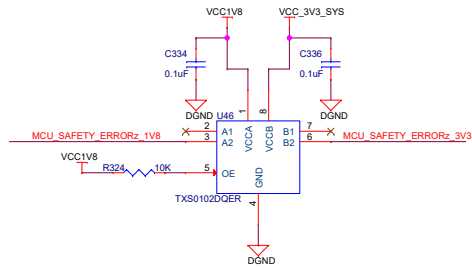 VCC1V8 VCC_3V3_SYS
C334 C336
0.1uF 0.1uF
DGND DGND
U46
1 8
VCCA VCCB
2 A1 B1 7
MCU_SAFETY_ERRORz_1V8 3 A2 B2 6 MCU_SAFETY_ERRORz_3V3
VCC1V8
R324 10K 5 OE
GND
TXS0102DQER
4
DGND